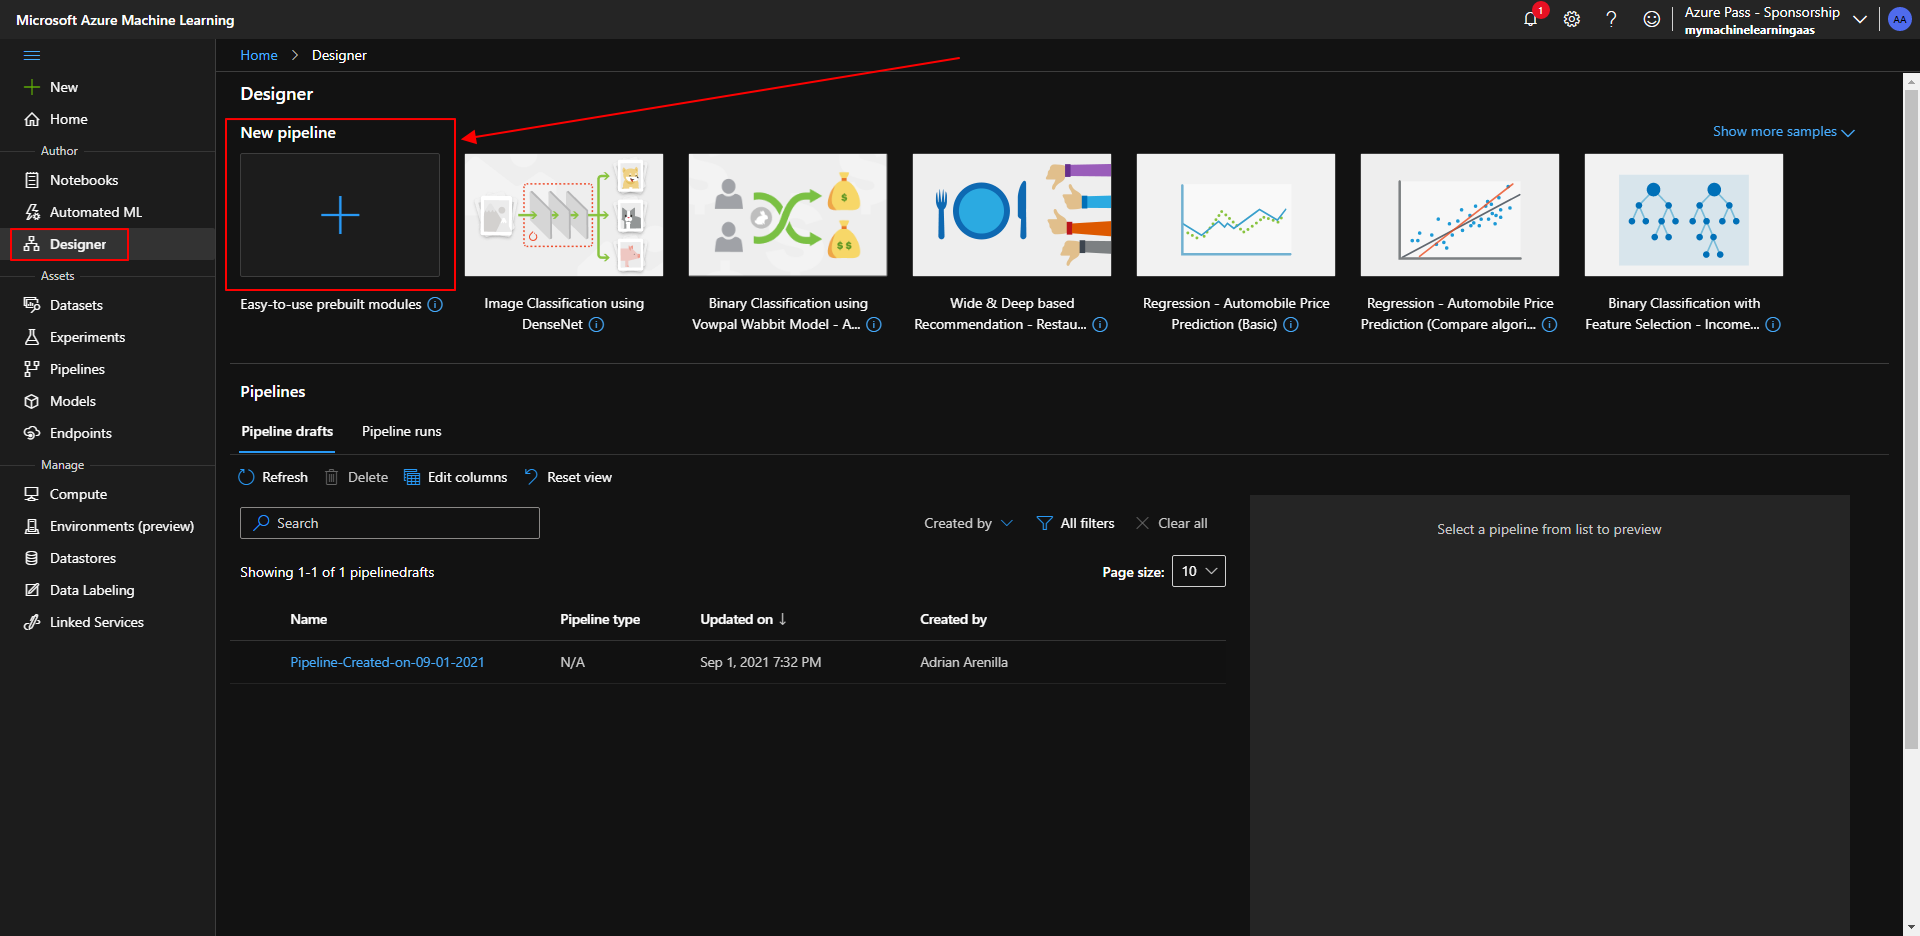 Microsoft Azure Machine Learning
1
Azure Pass - Sponsorship
mymachinelearningaas
AA
New
Home
Author
Notebooks
Automated ML
Designer
Assets
Datasets
Experiments
Pipelines
Models
Endpoints
Manage
Compute
Environments (preview)
Datastores
Data Labeling
Linked Services
Home > Designer
Designer
New pipeline
Show more samples
$
$$
Easy-to-use prebuilt modules
Image Classification using
DenseNet
Binary Classification using
Vowpal Wabbit Model - A...
Wide & Deep based
Recommendation - Restau...
Regression - Automobile Price
Prediction (Basic)
Regression - Automobile Price
Prediction (Compare algori...
Binary Classification with
Feature Selection - Income...
Pipelines
Pipeline drafts Pipeline runs
Refresh Delete Edit columns Reset view
Search
Created by All filters Clear all
Showing 1-1 of 1 pipelinedrafts
Page size: 10
Name Pipeline type Updated on ↓ Created by
Pipeline-Created-on-09-01-2021 N/A Sep 1, 2021 7:32 PM Adrian Arenilla
Select a pipeline from list to preview